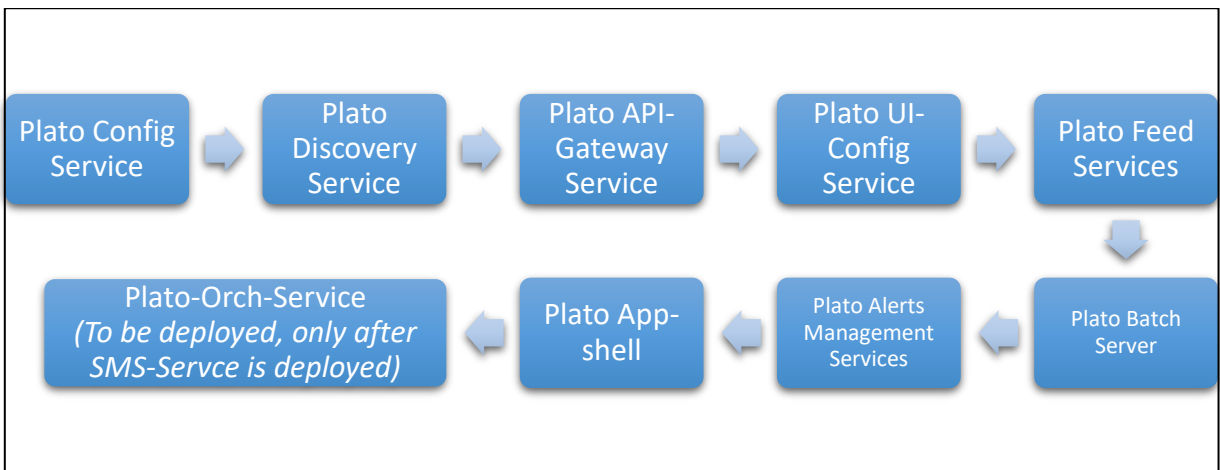 Plato Config
Service
Plato
Discovery
Service
Plato API-
Gateway
Service
Plato UI-
Config
Service
Plato Feed
Services
Plato Batch
Server
Plato Alerts
Management
Services
Plato App-
shell
Plato-Orch-Service
(To be deployed, only after
SMS-Servce is deployed)